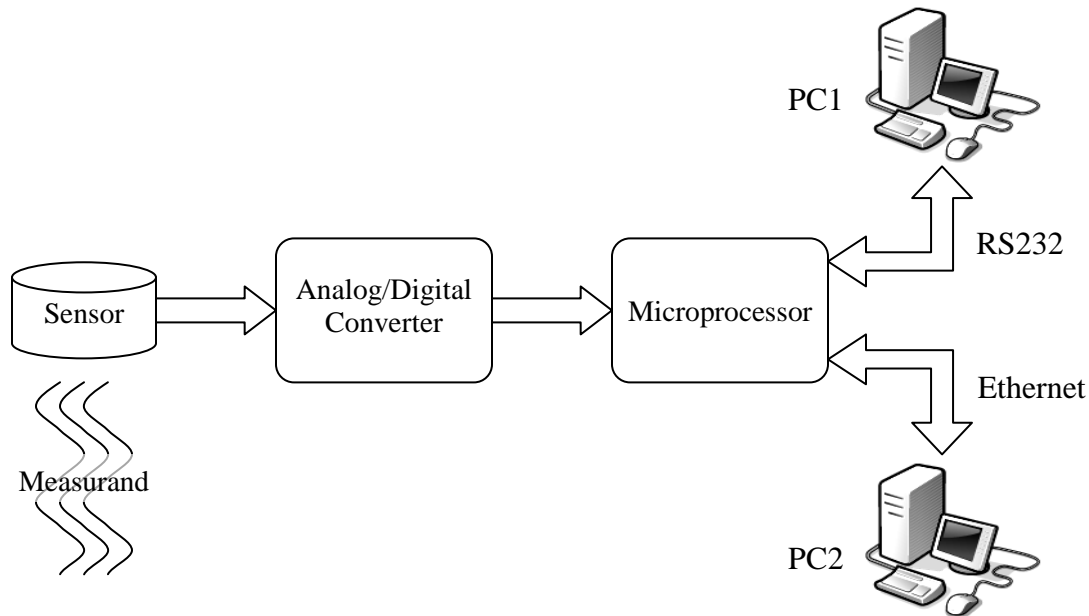 PC1
RS232
Sensor
Analog/Digital
Converter
Microprocessor
Ethernet
Measurand
PC2